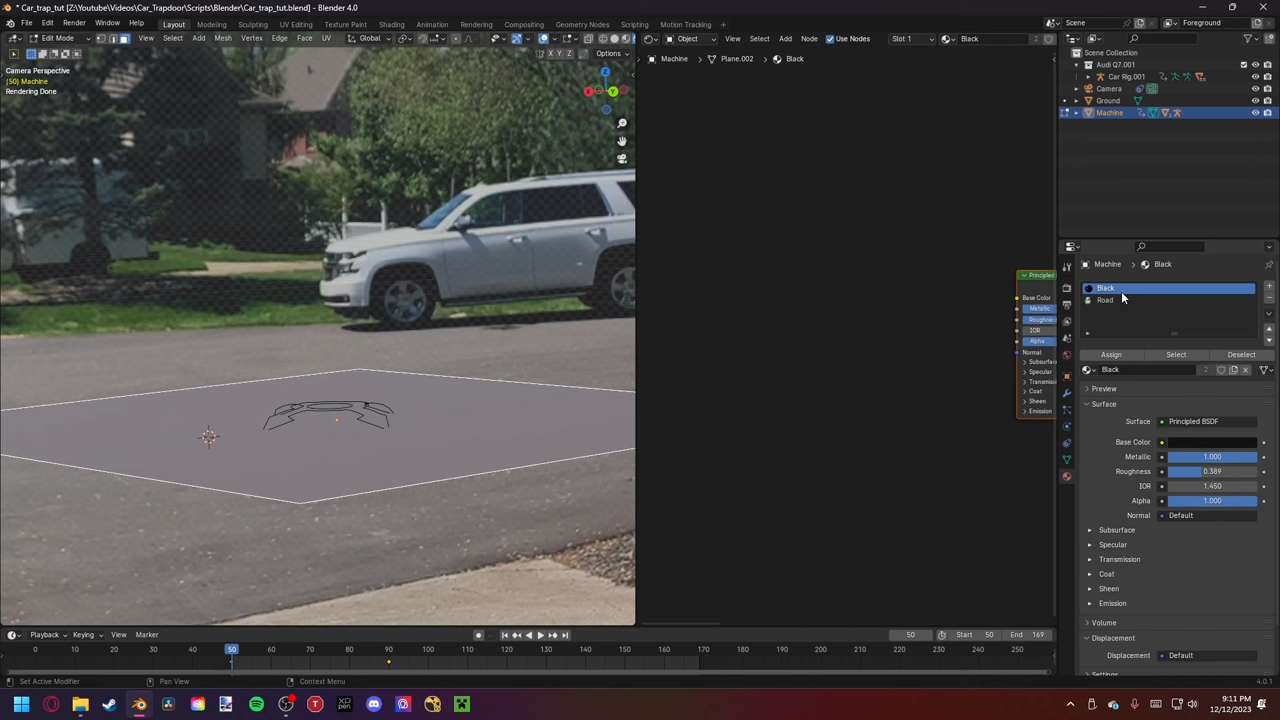 * Car_trap_tut [Z:\Youtube\Videos\Car_Trapdoor\Scripts\Blender\Car_trap_tut.blend] - Blender 4.0
File Edit Render Window Help Layout Modeling Sculpting UV Editing Texture Paint Shading Animation Rendering Compositing Geometry Nodes Scripting Motion Tracking Scene Foreground
Edit Mode View Select Add Mesh Vertex Edge Face UV Global Object View Select Add Node Use Nodes Slot 1 Black 2
X Y Z Options
Camera Perspective
(50) Machine
Rendering Done
Z
X Y
Machine > Plane.002 > Black
Scene Collection
Audi Q7.001
Car Rig.001
Camera
Ground
Machine
Machine > Black
Black
Road
Assign Select Deselect
Black 2
Preview
Surface
Surface Principled BSDF
Base Color
Metallic 1.000
Roughness 0.389
IOR 1.450
Alpha 1.000
Normal Default
Subsurface
Specular
Transmission
Coat
Sheen
Emission
Volume
Displacement
Displacement Default
Settings
Principled
Base Color
Metallic
Roughne
IOR
Alpha
Normal
Subsurfac
Specular
Transmiss
Coat
Sheen
Emission
Playback Keying View Marker 50 Start 50 End 169
0 10 20 30 40 50 60 70 80 90 100 110 120 130 140 150 160 170 180 190 200 210 220 230 240 250
Set Active Modifier Pan View Context Menu 4.0.1
9:11 PM
12/12/2023